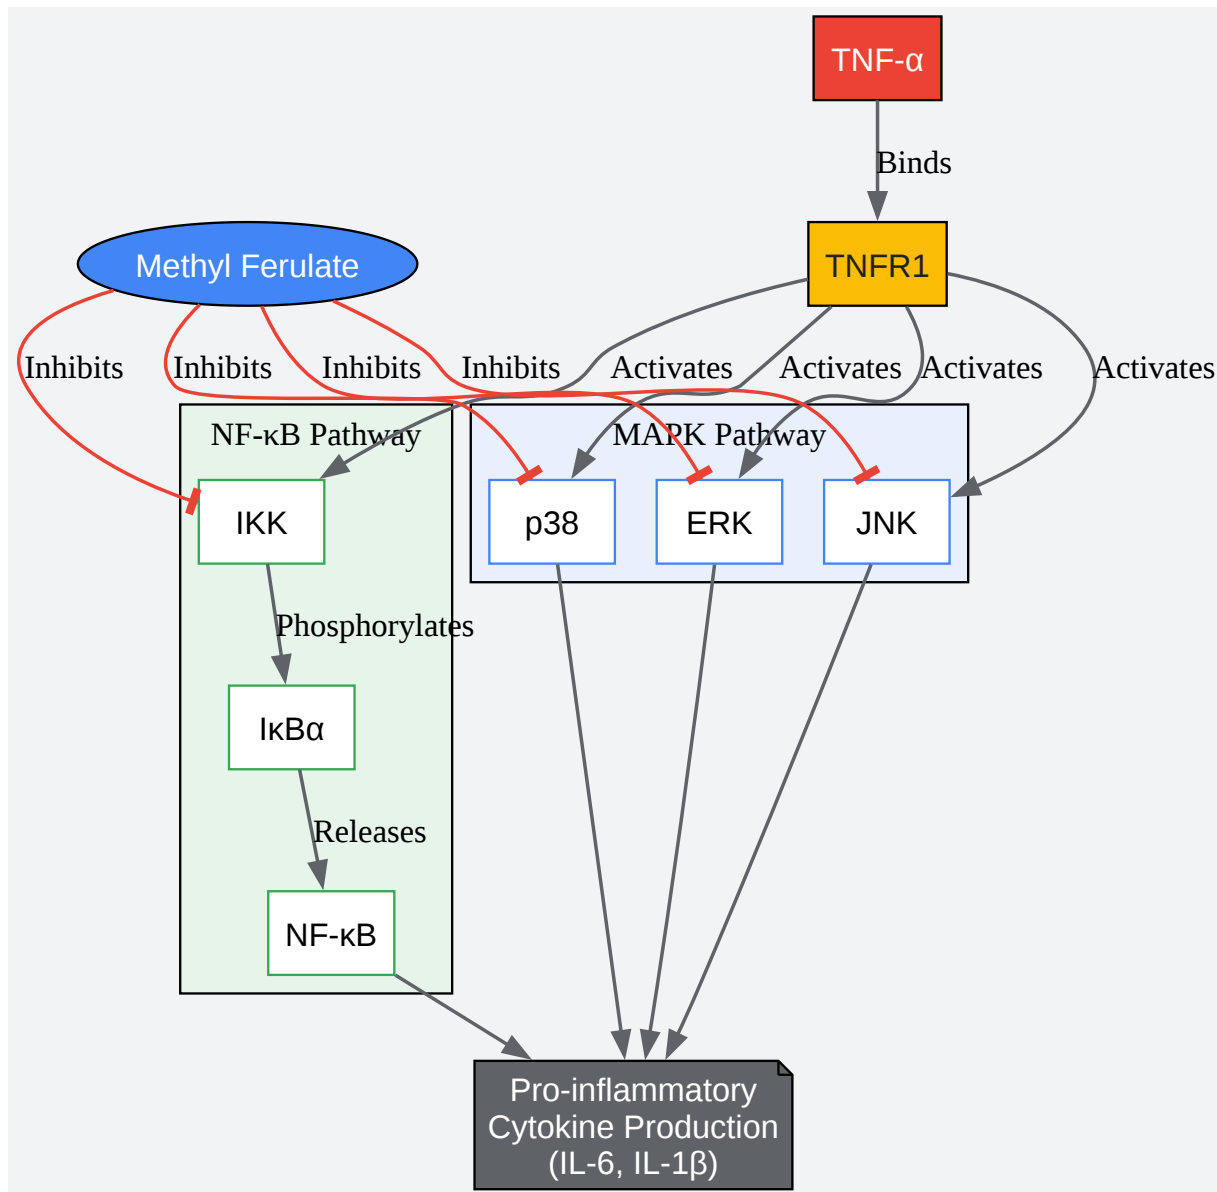 TNF-α
Binds
Methyl Ferulate
TNFR1
Inhibits
Inhibits
Inhibits
Inhibits
Activates
Activates
Activates
Activates
NF-κB Pathway
MAPK Pathway
IKK
p38
ERK
JNK
Phosphorylates
IκBα
Releases
NF-κB
Pro-inflammatory
Cytokine Production
(IL-6, IL-1β)